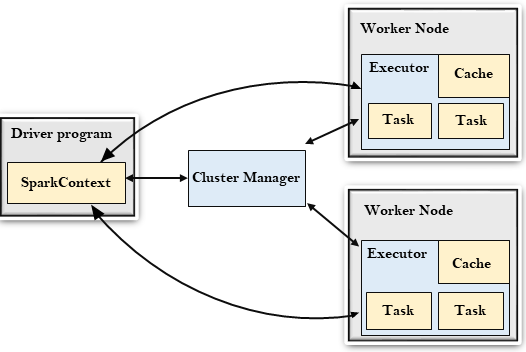 Worker Node
Executor
Cache
Task
Task
Driver program
SparkContext
Cluster Manager
Worker Node
Executor
Cache
Task
Task